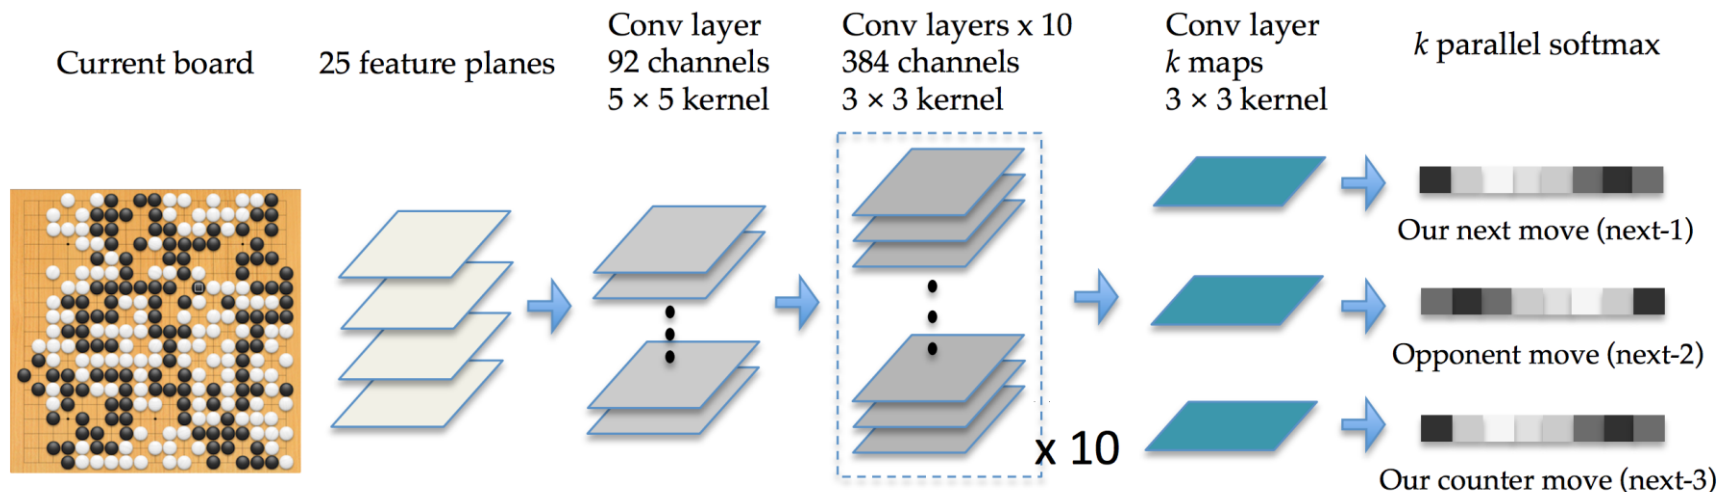 Current board
25 feature planes
Conv layer
92 channels
5 × 5 kernel
Conv layers x 10
384 channels
3 × 3 kernel
Conv layer
k maps
3 × 3 kernel
k parallel softmax
x 10
Our next move (next-1)
Opponent move (next-2)
Our counter move (next-3)